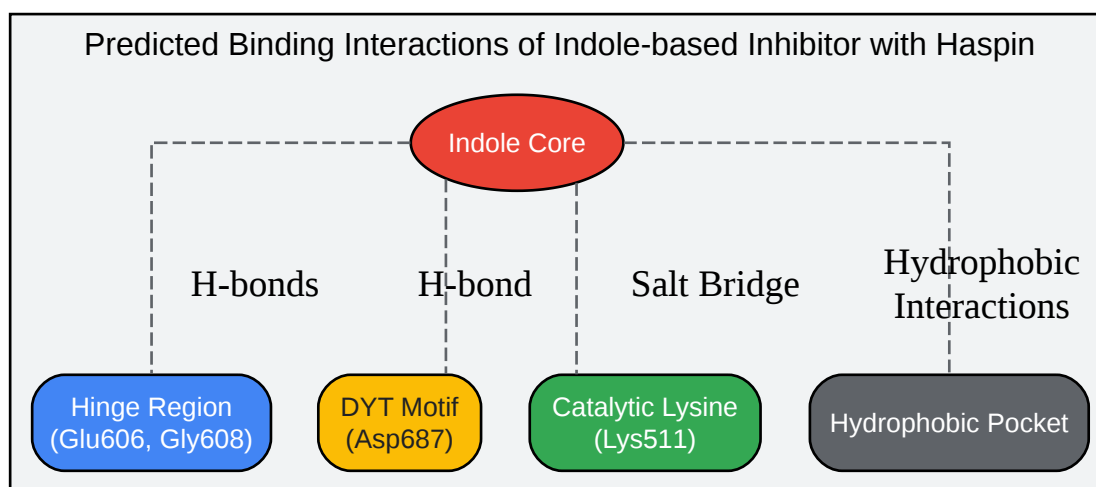 Predicted Binding Interactions of Indole-based Inhibitor with Haspin
Indole Core
H-bonds
H-bond
Salt Bridge
Hydrophobic
Interactions
Hinge Region
(Glu606, Gly608)
DYT Motif
(Asp687)
Catalytic Lysine
(Lys511)
Hydrophobic Pocket